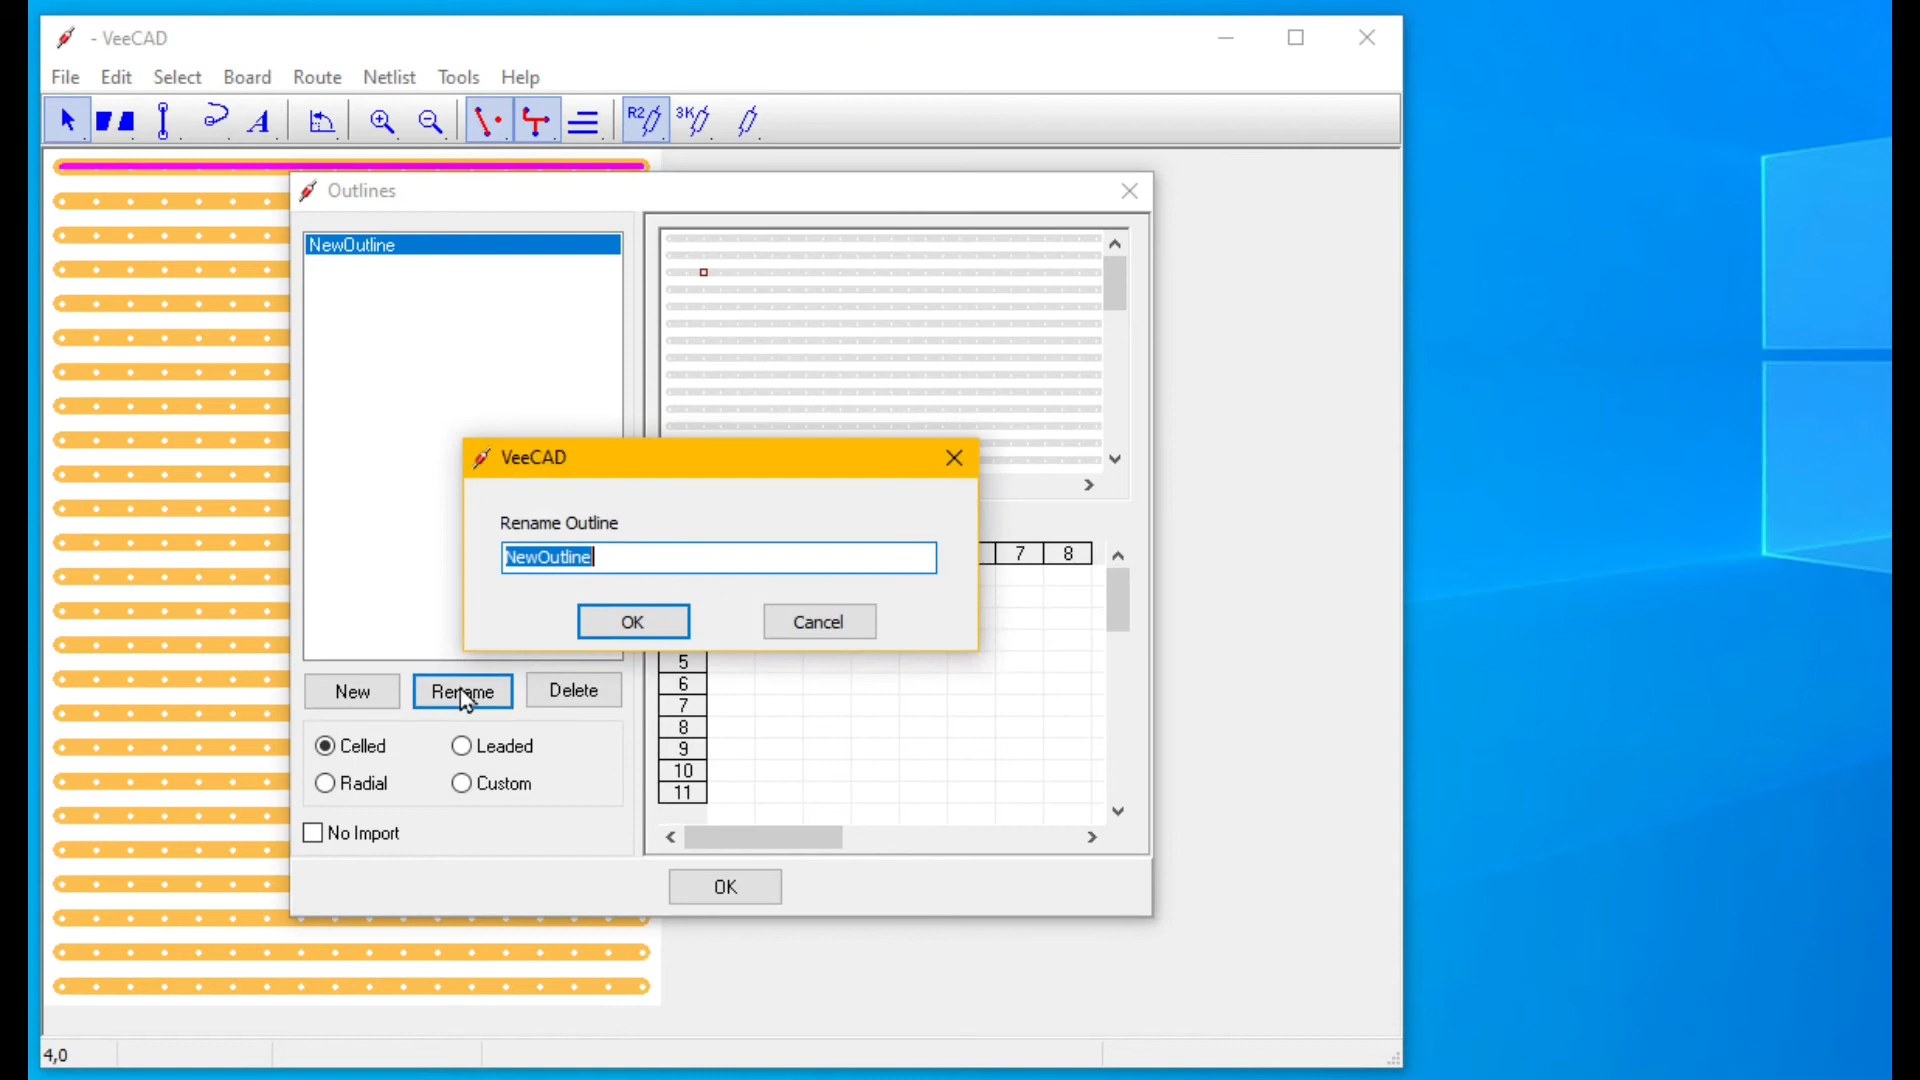 - VeeCAD
File Edit Select Board Route Netlist Tools Help
A R2 3K
Outlines
NewOutline
VeeCAD
Rename Outline
NewOutline
OK Cancel
7 8
5
6
7
8
9
10
11
New Rename Delete
Celled Leaded
Radial Custom
No Import
OK
4,0